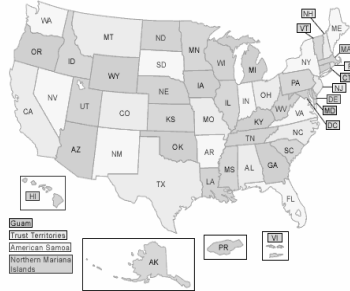 NH
VT
ME
WA
MT
ND
MN
OR
ID
SD
WI
MI
NY
MA
WY
IA
PA
C
NJ
NV
UT
NE
IL
IN
OH
DE
CA
CO
KS
MO
WV
VA
MD
KY
DC
AZ
NM
OK
AR
TN
NC
SC
TX
LA
MS
AL
GA
FL
HI
Guam
Trust Territories
American Samoa
Northern Mariana
Islands
AK
PR
VI